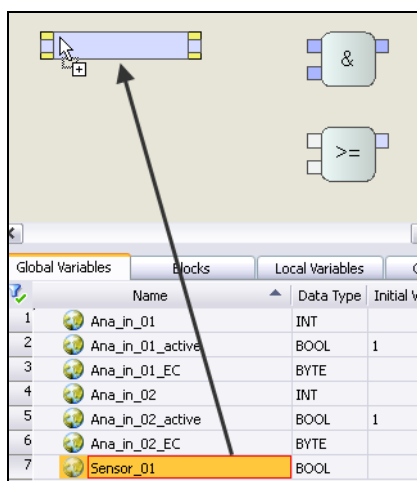 &
>=
Global Variables Blocks Local Variables
Name Data Type Initial V
1 Ana_in_01 INT
2 Ana_in_01_active BOOL 1
3 Ana_in_01_EC BYTE
4 Ana_in_02 INT
5 Ana_in_02_active BOOL 1
6 Ana_in_02_EC BYTE
7 Sensor_01 BOOL